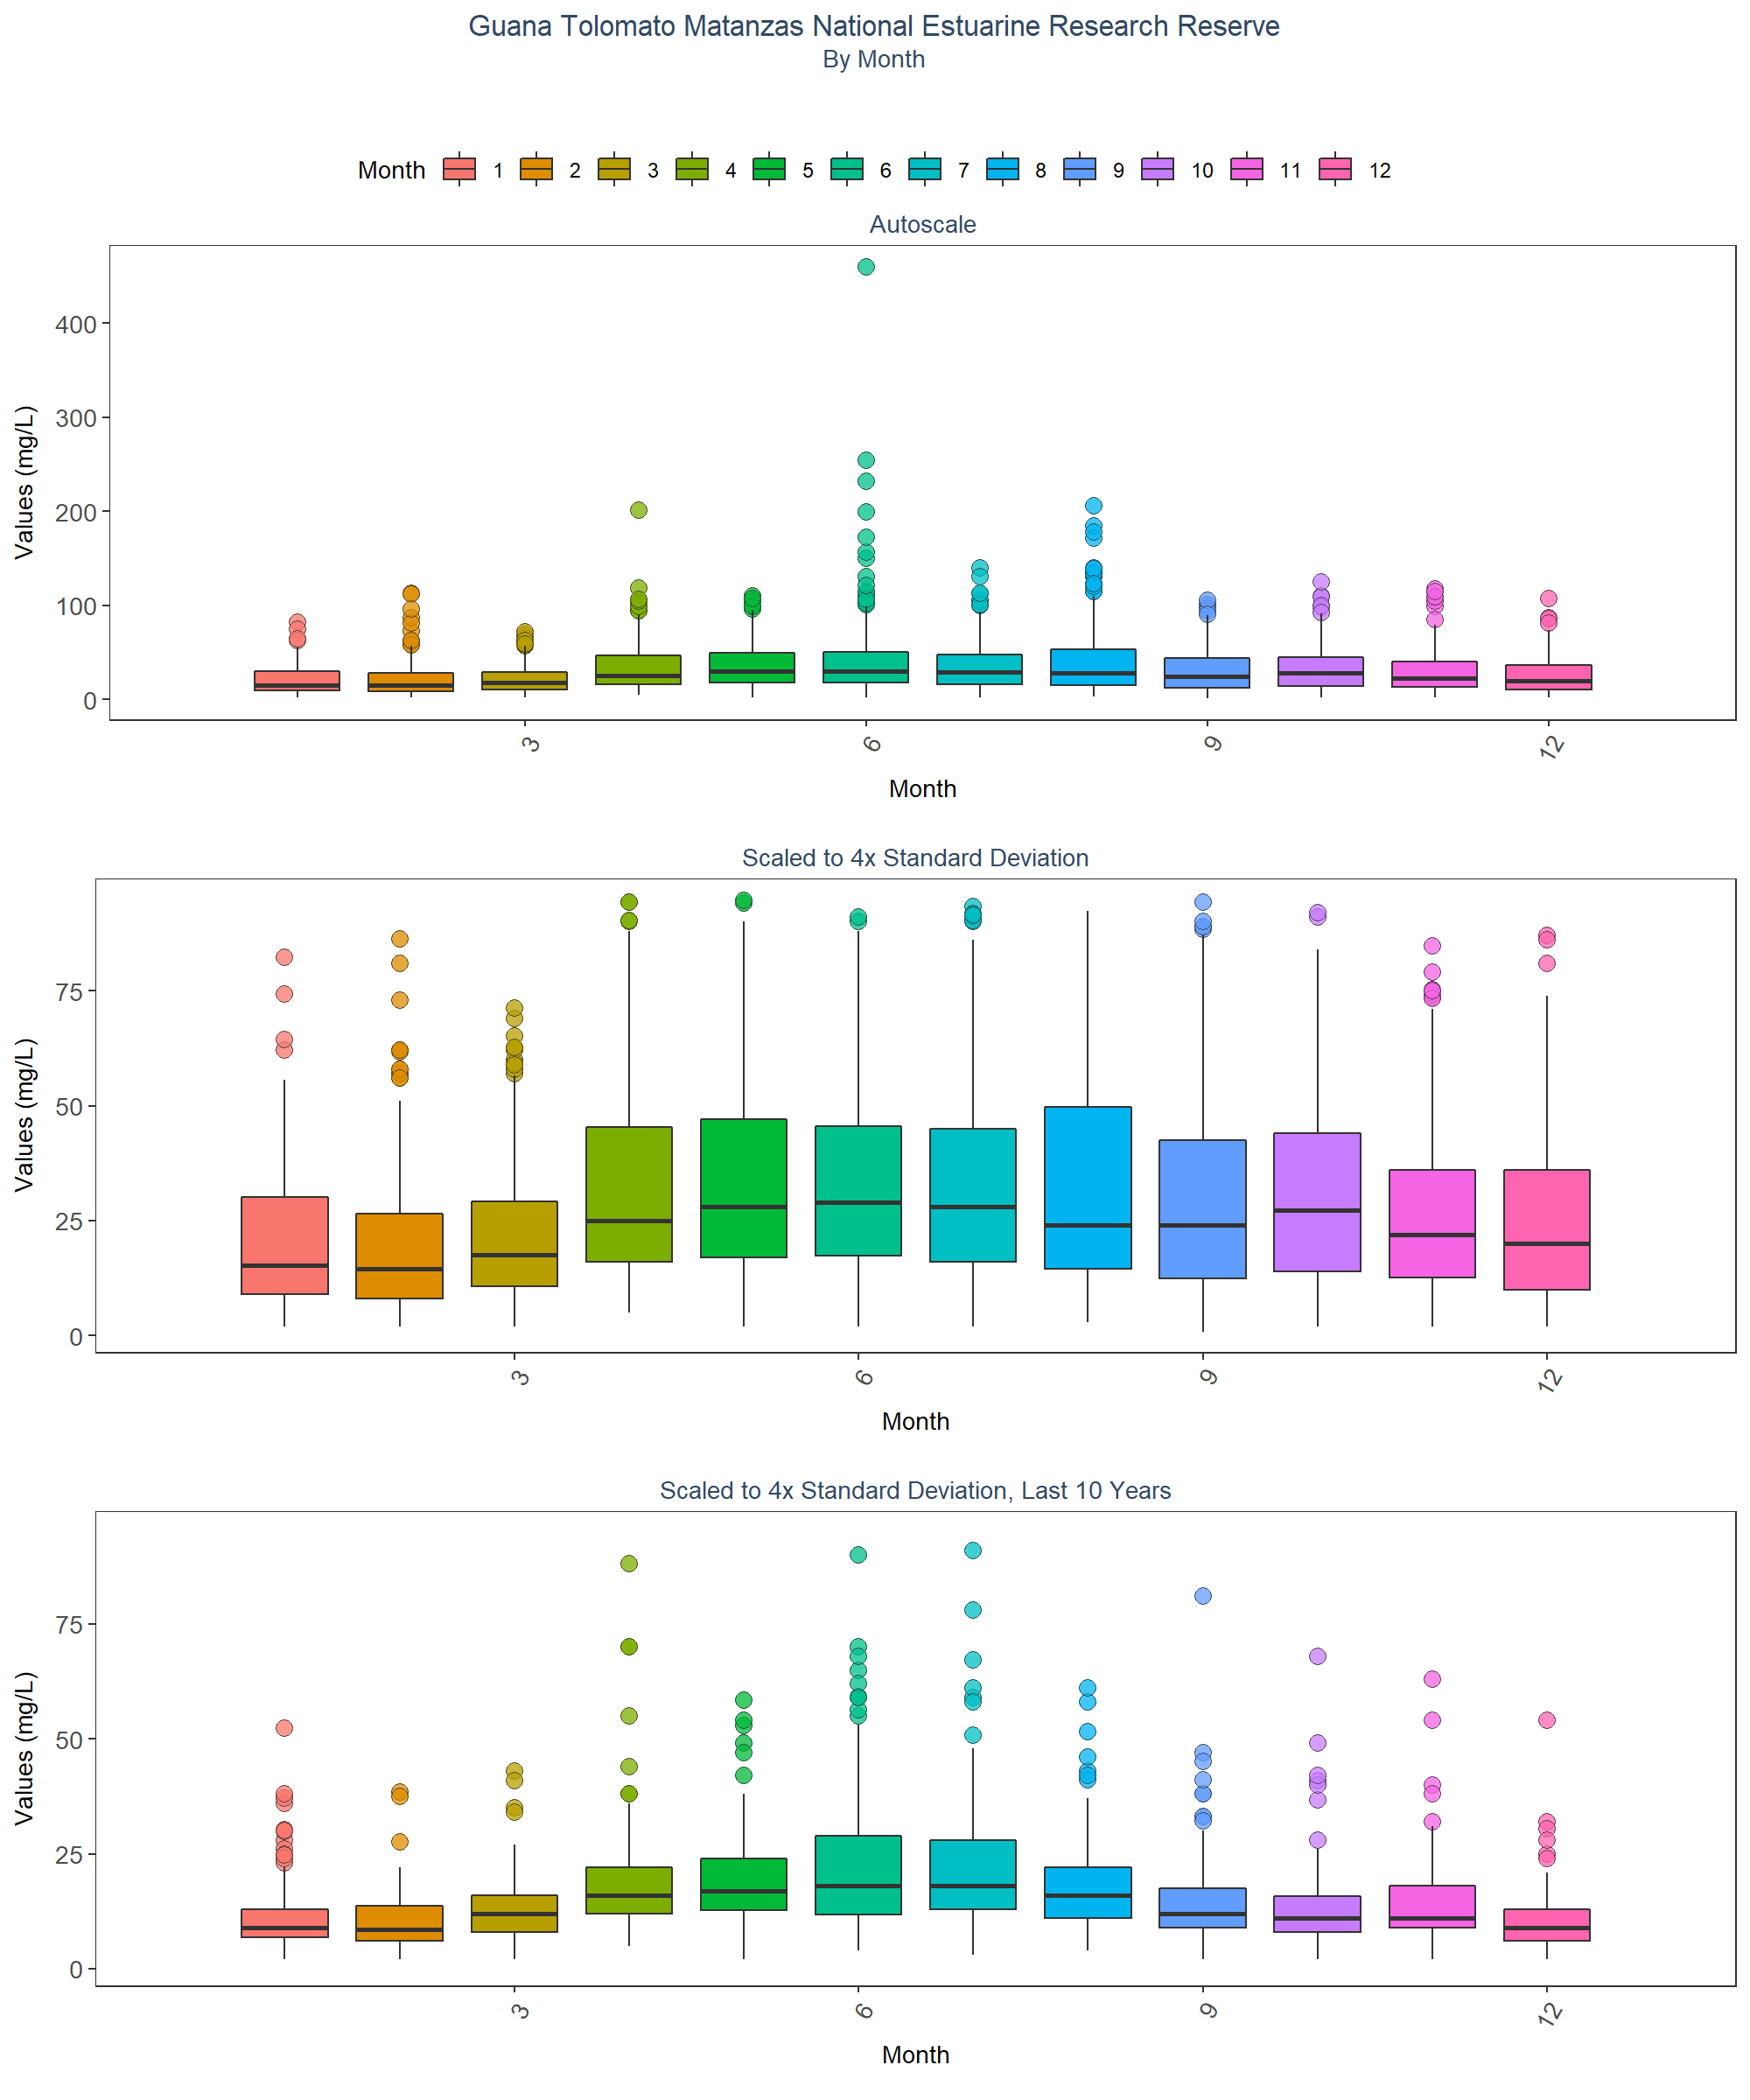 Guana Tolomato Matanzas National Estuarine Research Reserve
By Month
Month 1 2 3 4 5 6 7 8 9 10 11 12
Autoscale
Values (mg/L)
400
300
200
100
0
3 6 9 12
Month
Scaled to 4x Standard Deviation
Values (mg/L)
75
50
25
0
3 6 9 12
Month
Scaled to 4x Standard Deviation, Last 10 Years
Values (mg/L)
75
50
25
0
3 6 9 12
Month